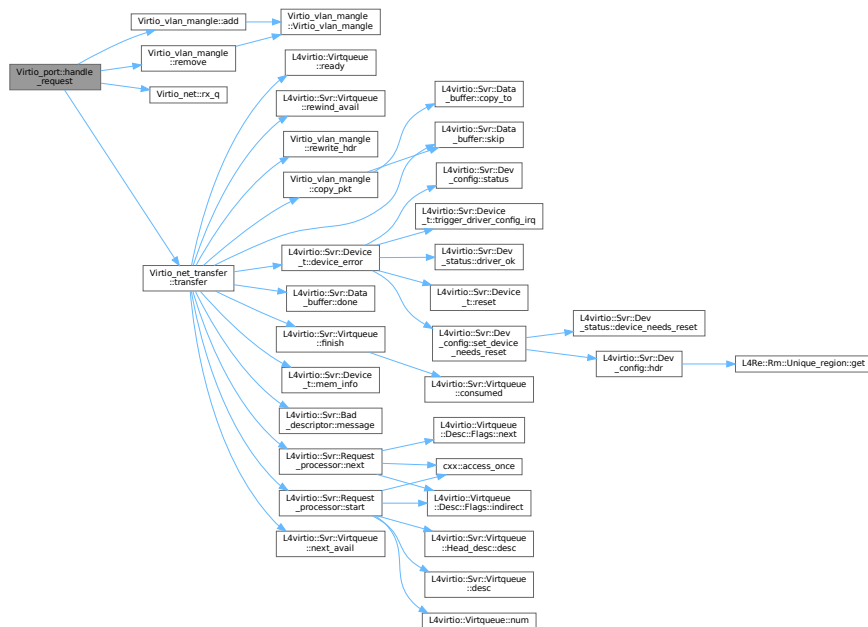 Virtio_port::handle
_request
Virtio_vlan_mangle::add
Virtio_vlan_mangle
::remove
Virtio_net::rx_q
Virtio_net_transfer
::transfer
Virtio_vlan_mangle
::Virtio_vlan_mangle
L4virtio::Virtqueue
::ready
L4virtio::Svr::Virtqueue
::rewind_avail
Virtio_vlan_mangle
::rewrite_hdr
Virtio_vlan_mangle
::copy_pkt
L4virtio::Svr::Device
_t::device_error
L4virtio::Svr::Data
_buffer::done
L4virtio::Svr::Virtqueue
::finish
L4virtio::Svr::Device
_t::mem_info
L4virtio::Svr::Bad
_descriptor::message
L4virtio::Svr::Request
_processor::next
L4virtio::Svr::Request
_processor::start
L4virtio::Svr::Virtqueue
::next_avail
L4virtio::Svr::Data
_buffer::copy_to
L4virtio::Svr::Data
_buffer::skip
L4virtio::Svr::Dev
_config::status
L4virtio::Svr::Device
_t::trigger_driver_config_irq
L4virtio::Svr::Dev
_status::driver_ok
L4virtio::Svr::Device
_t::reset
L4virtio::Svr::Dev
_config::set_device
_needs_reset
L4virtio::Svr::Virtqueue
::consumed
L4virtio::Virtqueue
::Desc::Flags::next
cxx::access_once
L4virtio::Virtqueue
::Desc::Flags::indirect
L4virtio::Svr::Virtqueue
::Head_desc::desc
L4virtio::Svr::Virtqueue
::desc
L4virtio::Virtqueue::num
L4virtio::Svr::Dev
_status::device_needs_reset
L4virtio::Svr::Dev
_config::hdr
L4Re::Rm::Unique_region::get